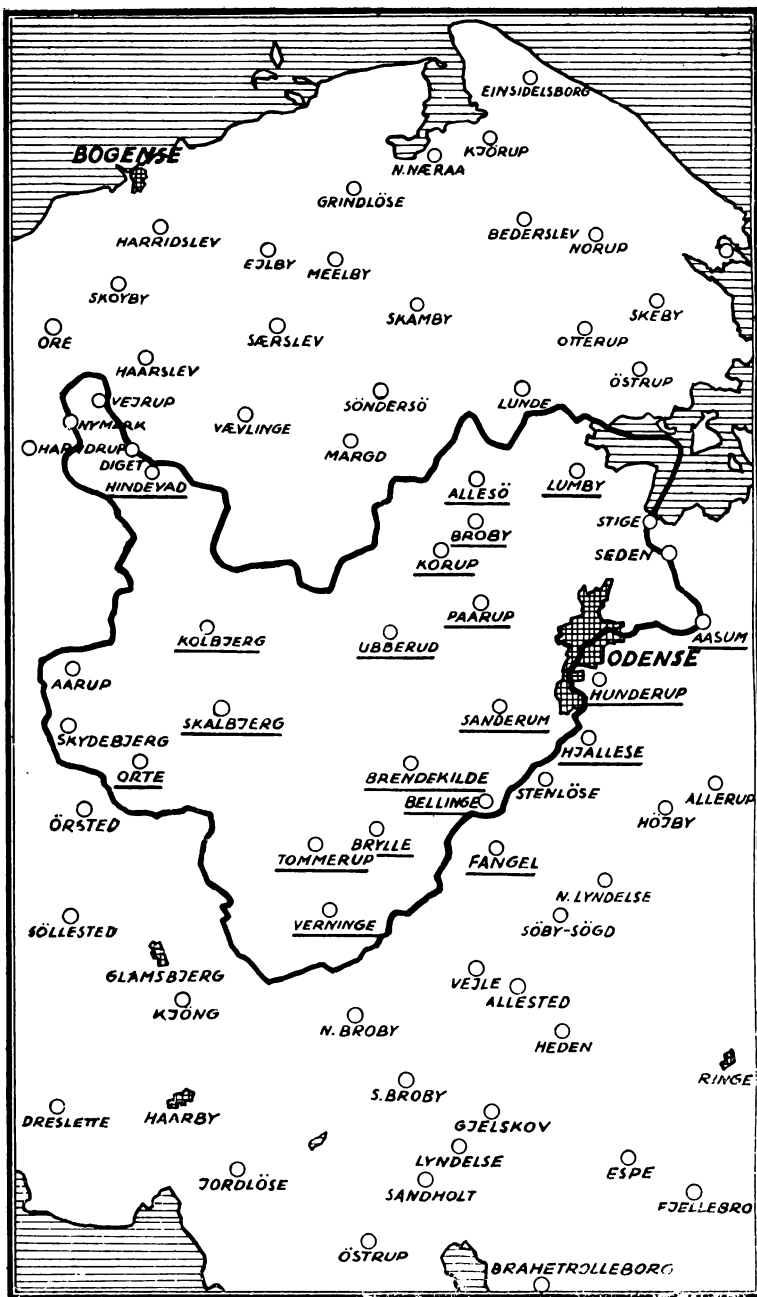 EINSIDELSBORG
KJÖRUP
BOGENSE
N.NÆRAA
GRINDLÖSE
HARRIDSLEV
BEDERSLEV
NORUP
EJLBY
MEELBY
SKOYBY
SKAMBY
SKEBY
ORE
SÆRSLEV
OTTERUP
HAARSLEV
ÖSTRUP
VEJRUP
SÖNDERSÖ
LUNDE
NYMARK
VÆVLINGE
HARNDRUP
MARGD
DIGET
HINDEVAD
ALLESÖ
LUMBY
STIGE
BROBY
SEDEN
KORUP
PAARUP
KOLBJERG
UBBERUD
AASUM
ODENSE
AARUP
HUNDERUP
SKALBJERG
SANDERUM
SKYDEBJERG
HJALLESE
ORTE
BRENDEKILDE
STENLÖSE
ALLERUP
BELLINGE
ÖRSTED
HÖJBY
BRYLLE
TOMMERUP
FANGEL
N.LYNDELSE
VERNINGE
SÖLLESTED
SÖBY-SÖGD
GLAMSBJERG
VEJLE
ALLESTED
KJÖNG
N.BROBY
HEDEN
RINGE
S.BROBY
DRESLETTE
HAARBY
GJELSKOV
LYNDELSE
JORDLÖSE
ESPE
SANDHOLT
FJELLEBRO
ÖSTRUP
BRAHETROLLEBORG